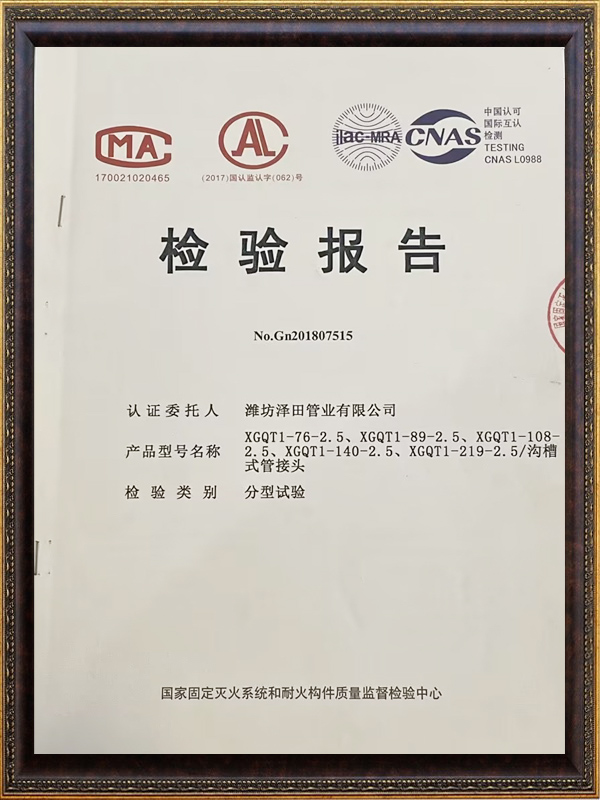 MA
170021020465
AL
(2017)国认监认字(062)号
ilac-MRA
CNAS
中国认可
国际互认
检测
TESTING
CNAS L0988
检验报告
No.Gn201807515
认证委托人 潍坊泽田管业有限公司
产品型号名称 XGQT1-76-2.5、XGQT1-89-2.5、XGQT1-108-
2.5、XGQT1-140-2.5、XGQT1-219-2.5/沟槽
式管接头
检验类别 分型试验
国家固定灭火系统和耐火构件质量监督检验中心